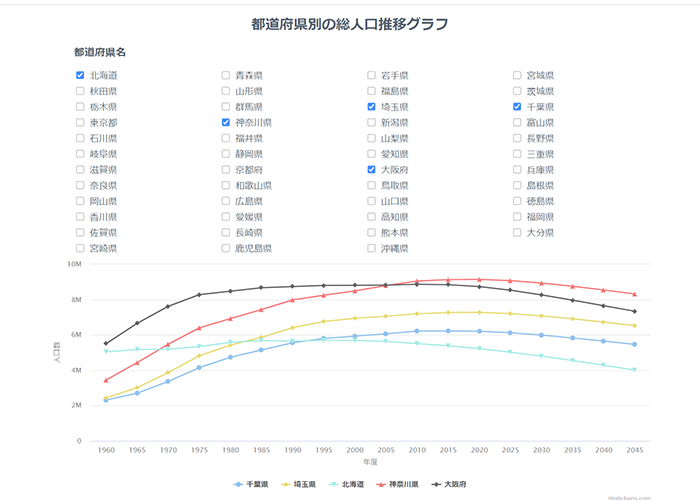 都道府県別の総人口推移グラフ
都道府県名
北海道 青森県 岩手県 宮城県
秋田県 山形県 福島県 茨城県
栃木県 群馬県 埼玉県 千葉県
東京都 神奈川県 新潟県 富山県
石川県 福井県 山梨県 長野県
岐阜県 静岡県 愛知県 三重県
滋賀県 京都府 大阪府 兵庫県
奈良県 和歌山県 鳥取県 島根県
岡山県 広島県 山口県 徳島県
香川県 愛媛県 高知県 福岡県
佐賀県 長崎県 熊本県 大分県
宮崎県 鹿児島県 沖縄県
10M
8M
6M
4M
2M
0
人口数
1960 1965 1970 1975 1980 1985 1990 1995 2000 2005 2010 2015 2020 2025 2030 2035 2040 2045
年度
千葉県 埼玉県 北海道 神奈川県 大阪府
Highcharts.com